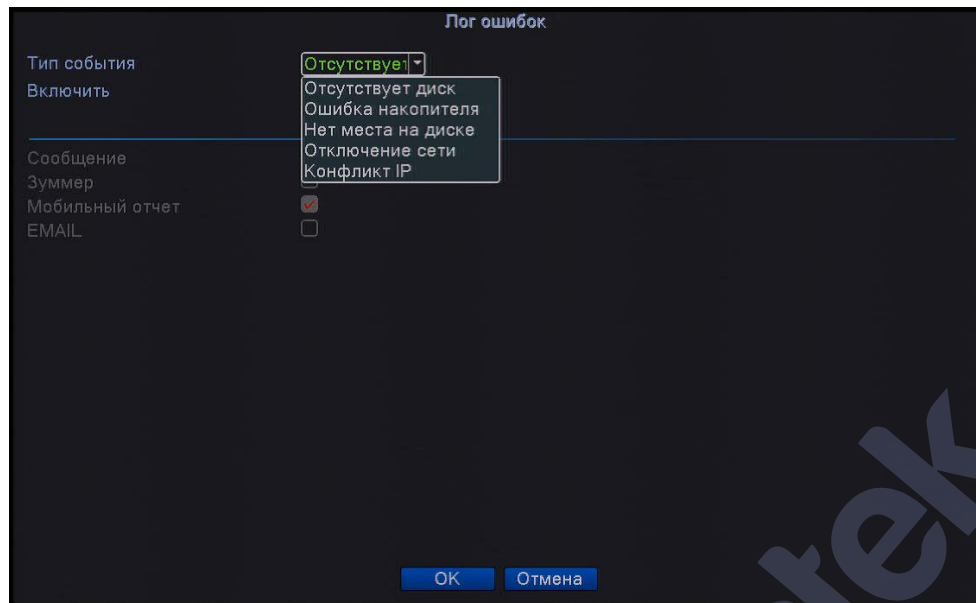 Лог ошибок
Тип события
Отсутствует
Включить
Отсутствует диск
Ошибка накопителя
Нет места на диске
Отключение сети
Конфликт IP
Сообщение
Зуммер
Мобильный отчет
EMAIL
OK
Отмена
tek